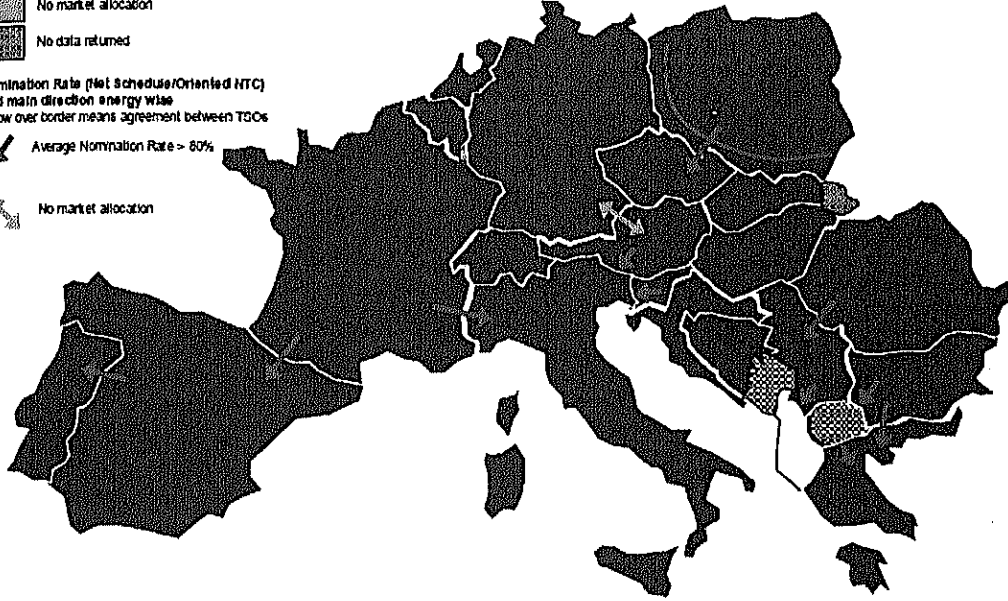 No market allocation
No data returned
mination Rate (Net Schedule/Oriented NTC)
d main direction energy wise
ow over border means agreement between TSOs
Average Nomination Rate > 80%
No market allocation